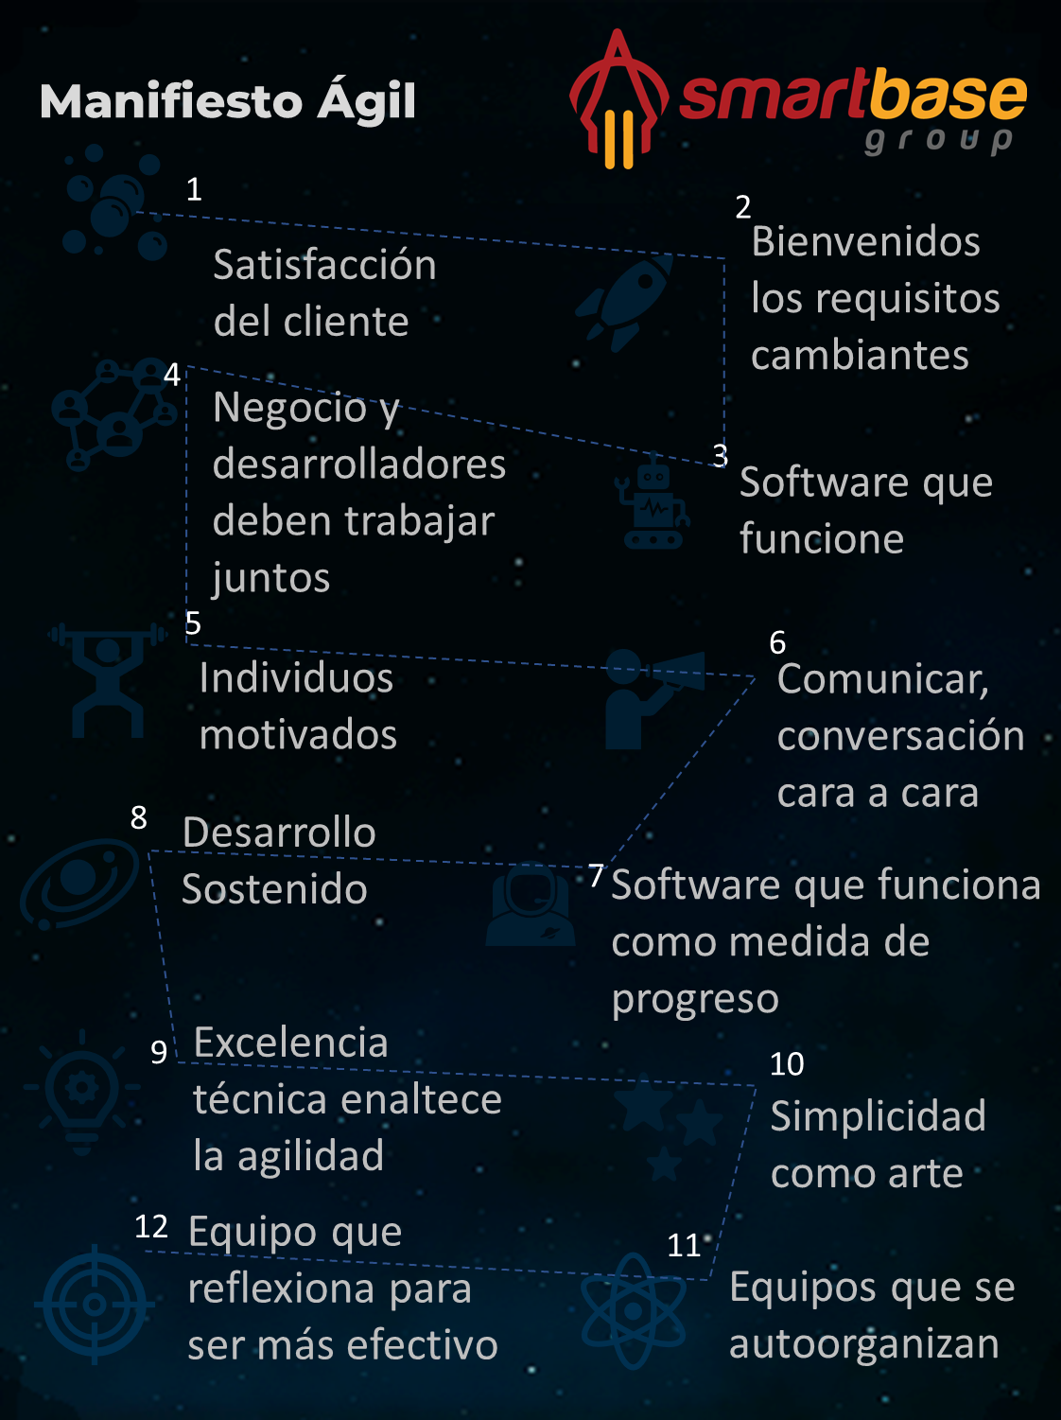 Manifiesto Ágil
smartbase
group
1
Satisfacción
del cliente
2
Bienvenidos
los requisitos
cambiantes
3
Software que
funcione
4
Negocio y
desarrolladores
deben trabajar
juntos
5
Individuos
motivados
6
Comunicar,
conversación
cara a cara
7
Software que funciona
como medida de
progreso
8
Desarrollo
Sostenido
9
Excelencia
técnica enaltece
la agilidad
10
Simplicidad
como arte
11
Equipos que se
autoorganizan
12
Equipo que
reflexiona para
ser más efectivo